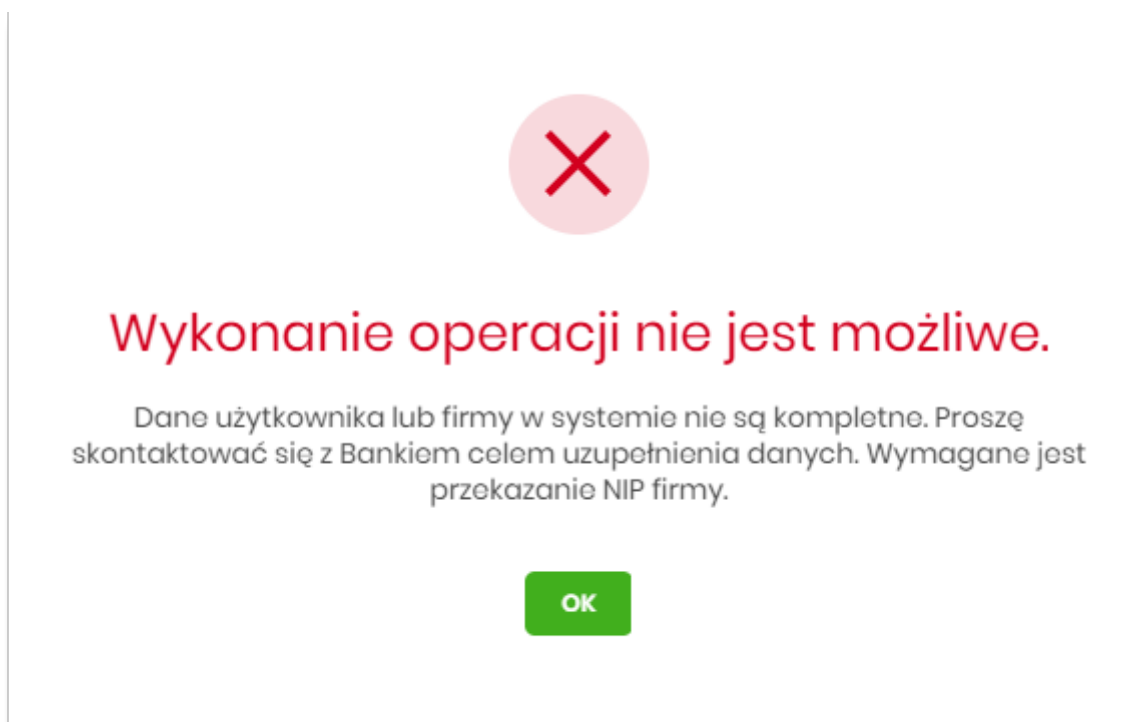 Wykonanie operacji nie jest możliwe.
Dane użytkownika lub firmy w systemie nie są kompletne. Proszę
skontaktować się z Bankiem celem uzupełnienia danych. Wymagane jest
przekazanie NIP firmy.
OK